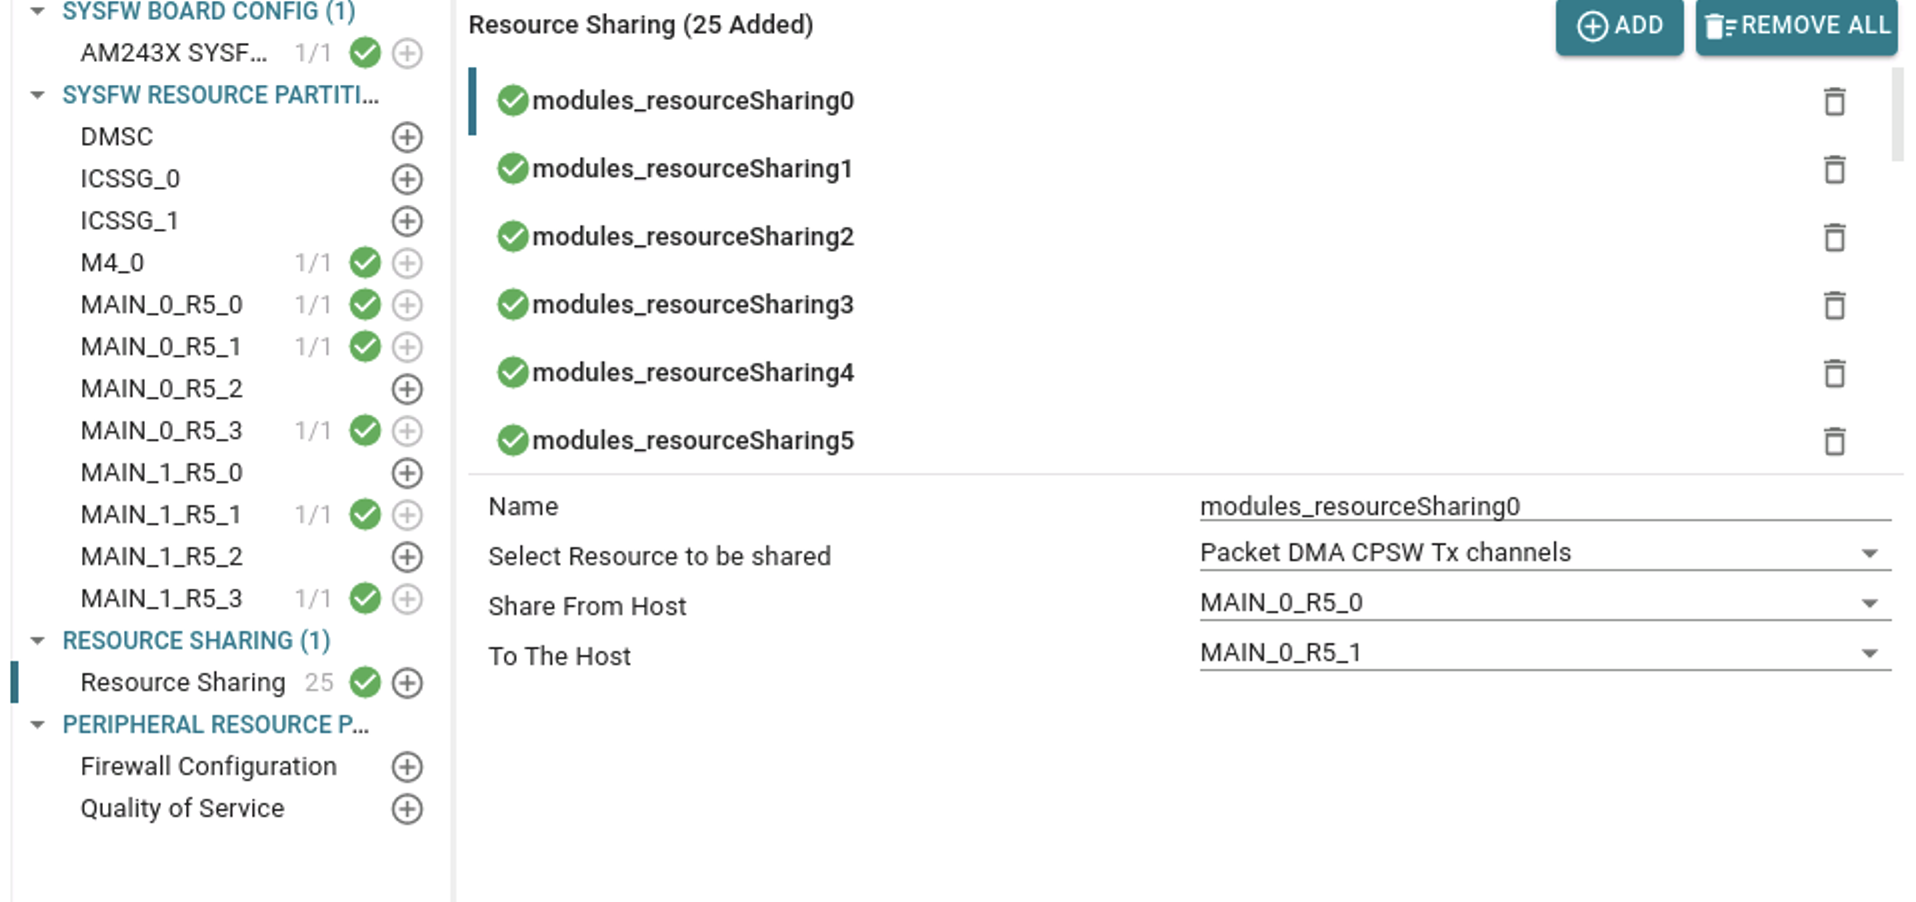 SYSFW BOARD CONFIG (1)
AM243X SYSF... 1/1
SYSFW RESOURCE PARTITI...
DMSC
ICSSG_0
ICSSG_1
M4_0 1/1
MAIN_0_R5_0 1/1
MAIN_0_R5_1 1/1
MAIN_0_R5_2
MAIN_0_R5_3 1/1
MAIN_1_R5_0
MAIN_1_R5_1 1/1
MAIN_1_R5_2
MAIN_1_R5_3 1/1
RESOURCE SHARING (1)
Resource Sharing 25
PERIPHERAL RESOURCE P...
Firewall Configuration
Quality of Service
Resource Sharing (25 Added)
ADD
REMOVE ALL
modules_resourceSharing0
modules_resourceSharing1
modules_resourceSharing2
modules_resourceSharing3
modules_resourceSharing4
modules_resourceSharing5
Name modules_resourceSharing0
Select Resource to be shared Packet DMA CPSW Tx channels
Share From Host MAIN_0_R5_0
To The Host MAIN_0_R5_1